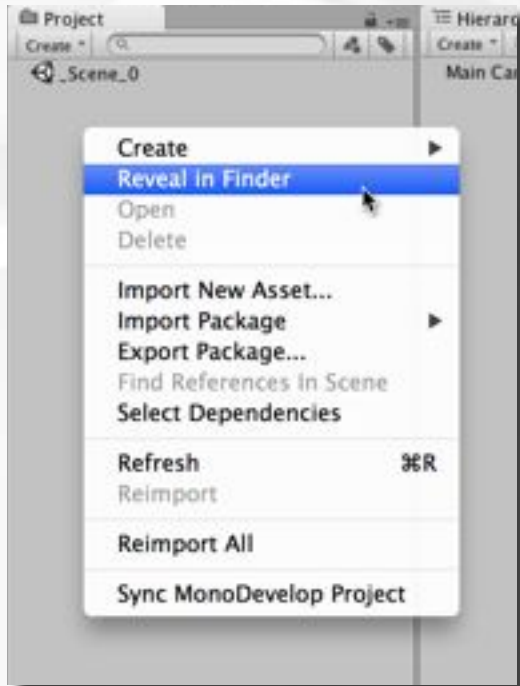 Project
Hierarc
Create
Create
_Scene_0
Main Ca
Create
Reveal in Finder
Open
Delete
Import New Asset...
Import Package
Export Package...
Find References In Scene
Select Dependencies
Refresh ⌘R
Reimport
Reimport All
Sync MonoDevelop Project